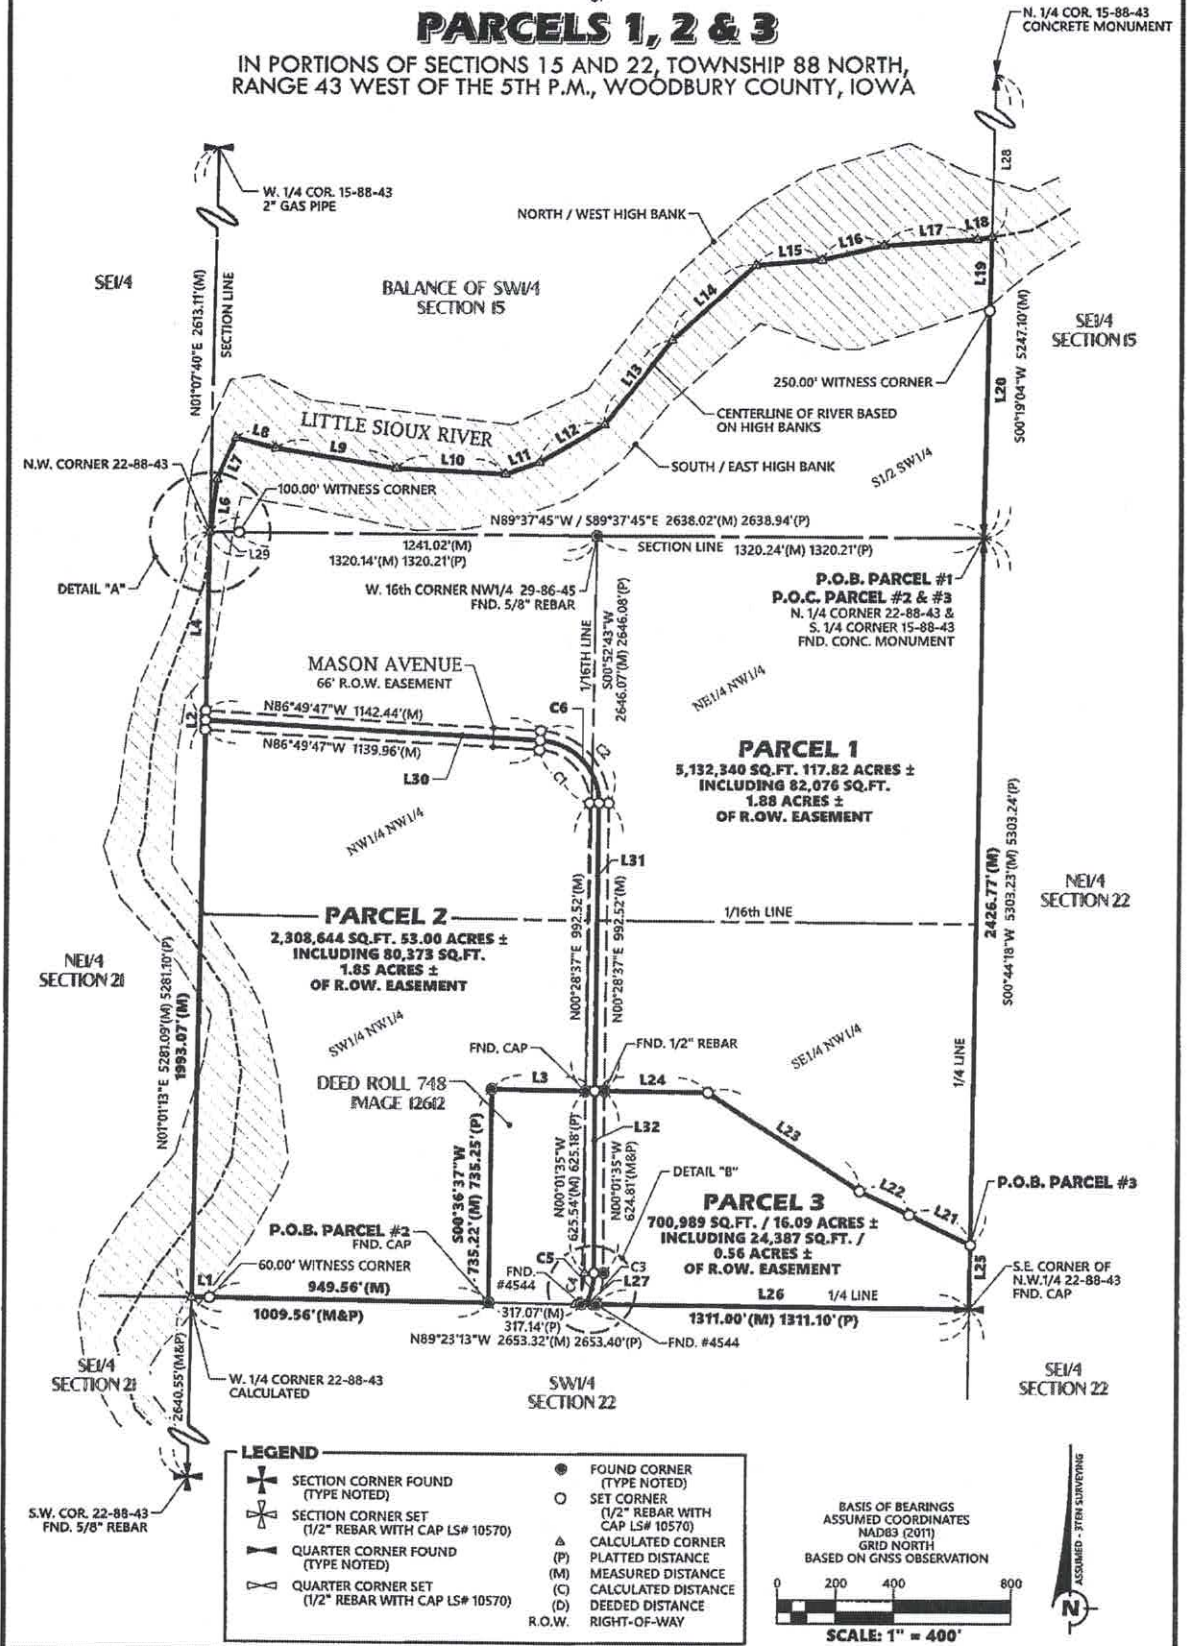 PARCELS 1, 2 & 3
IN PORTIONS OF SECTIONS 15 AND 22, TOWNSHIP 88 NORTH,
RANGE 43 WEST OF THE 5TH P.M., WOODBURY COUNTY, IOWA
N. 1/4 COR. 15-88-43
CONCRETE MONUMENT
W. 1/4 COR. 15-88-43
2" GAS PIPE
L28
NORTH / WEST HIGH BANK
L15
L16
L17
L18
L19
L14
SE1/4
N01°07'40"E 2613.11'(M)
SECTION LINE
BALANCE OF SW1/4
SECTION 15
SE1/4
SECTION 15
S00°19'04"W 5247.10'(M)
250.00' WITNESS CORNER
L20
L13
CENTERLINE OF RIVER BASED
ON HIGH BANKS
LITTLE SIOUX RIVER
L8
L9
L10
L11
L12
L7
L6
N.W. CORNER 22-88-43
SOUTH / EAST HIGH BANK
S1/2 SW1/4
100.00' WITNESS CORNER
N89°37'45"W / S89°37'45"E 2638.02'(M) 2638.94'(P)
L29
1241.02'(M)
1320.14'(M) 1320.21'(P)
SECTION LINE 1320.24'(M) 1320.21'(P)
DETAIL "A"
W. 16th CORNER NW1/4 29-86-45
FND. 5/8" REBAR
P.O.B. PARCEL #1
P.O.C. PARCEL #2 & #3
N. 1/4 CORNER 22-88-43 &
S. 1/4 CORNER 15-88-43
FND. CONC. MONUMENT
L4
1/16TH LINE
S00°52'43"W
2646.07'(M) 2646.08'(P)
MASON AVENUE
66' R.O.W. EASEMENT
NE1/4 NW1/4
L2
N86°49'47"W 1142.44'(M)
N86°49'47"W 1139.96'(M)
L30
C6
C2
C1
PARCEL 1
5,132,340 SQ.FT. 117.82 ACRES ±
INCLUDING 82,076 SQ.FT.
1.88 ACRES ±
OF R.OW. EASEMENT
NW1/4 NW1/4
L31
N00°28'37"E 992.52'(M)
N00°28'37"E 992.52'(M)
2426.77'(M)
S00°44'18"W 5303.23'(M) 5303.24'(P)
NE1/4
SECTION 22
1/16th LINE
PARCEL 2
2,308,644 SQ.FT. 53.00 ACRES ±
INCLUDING 80,373 SQ.FT.
1.85 ACRES ±
OF R.OW. EASEMENT
NE1/4
SECTION 21
N01°01'13"E 5281.09'(M) 5281.10'(P)
1993.07'(M)
SW1/4 NW1/4
SE1/4 NW1/4
FND. CAP
FND. 1/2" REBAR
1/4 LINE
DEED ROLL 748
IMAGE 12612
L3
L24
L23
L32
L22
L21
S00°36'37"W
735.22'(M) 735.25'(P)
N00°01'35"W
625.54'(M) 625.18'(P)
N00°01'35"W
624.81'(M&P)
DETAIL "B"
P.O.B. PARCEL #3
PARCEL 3
700,989 SQ.FT. / 16.09 ACRES ±
INCLUDING 24,387 SQ.FT. /
0.56 ACRES ±
OF R.OW. EASEMENT
P.O.B. PARCEL #2
FND. CAP
60.00' WITNESS CORNER
L1
949.56'(M)
1009.56'(M&P)
FND.
#4544
C5
C4
C3
L27
L25
S.E. CORNER OF
N.W.1/4 22-88-43
FND. CAP
L26
1/4 LINE
317.07'(M)
317.14'(P)
1311.00'(M) 1311.10'(P)
N89°23'13"W 2653.32'(M) 2653.40'(P)
FND. #4544
SE1/4
SECTION 21
2640.55'(M&P)
W. 1/4 CORNER 22-88-43
CALCULATED
SW1/4
SECTION 22
SE1/4
SECTION 22
S.W. COR. 22-88-43
FND. 5/8" REBAR
LEGEND
SECTION CORNER FOUND
(TYPE NOTED)
SECTION CORNER SET
(1/2" REBAR WITH CAP LS# 10570)
QUARTER CORNER FOUND
(TYPE NOTED)
QUARTER CORNER SET
(1/2" REBAR WITH CAP LS# 10570)
FOUND CORNER
(TYPE NOTED)
SET CORNER
(1/2" REBAR WITH
CAP LS# 10570)
CALCULATED CORNER
(P) PLATTED DISTANCE
(M) MEASURED DISTANCE
(C) CALCULATED DISTANCE
(D) DEEDED DISTANCE
R.O.W. RIGHT-OF-WAY
BASIS OF BEARINGS
ASSUMED COORDINATES
NAD83 (2011)
GRID NORTH
BASED ON GNSS OBSERVATION
0 200 400 800
SCALE: 1" = 400'
ASSUMED - 3TEN SURVEYING
N